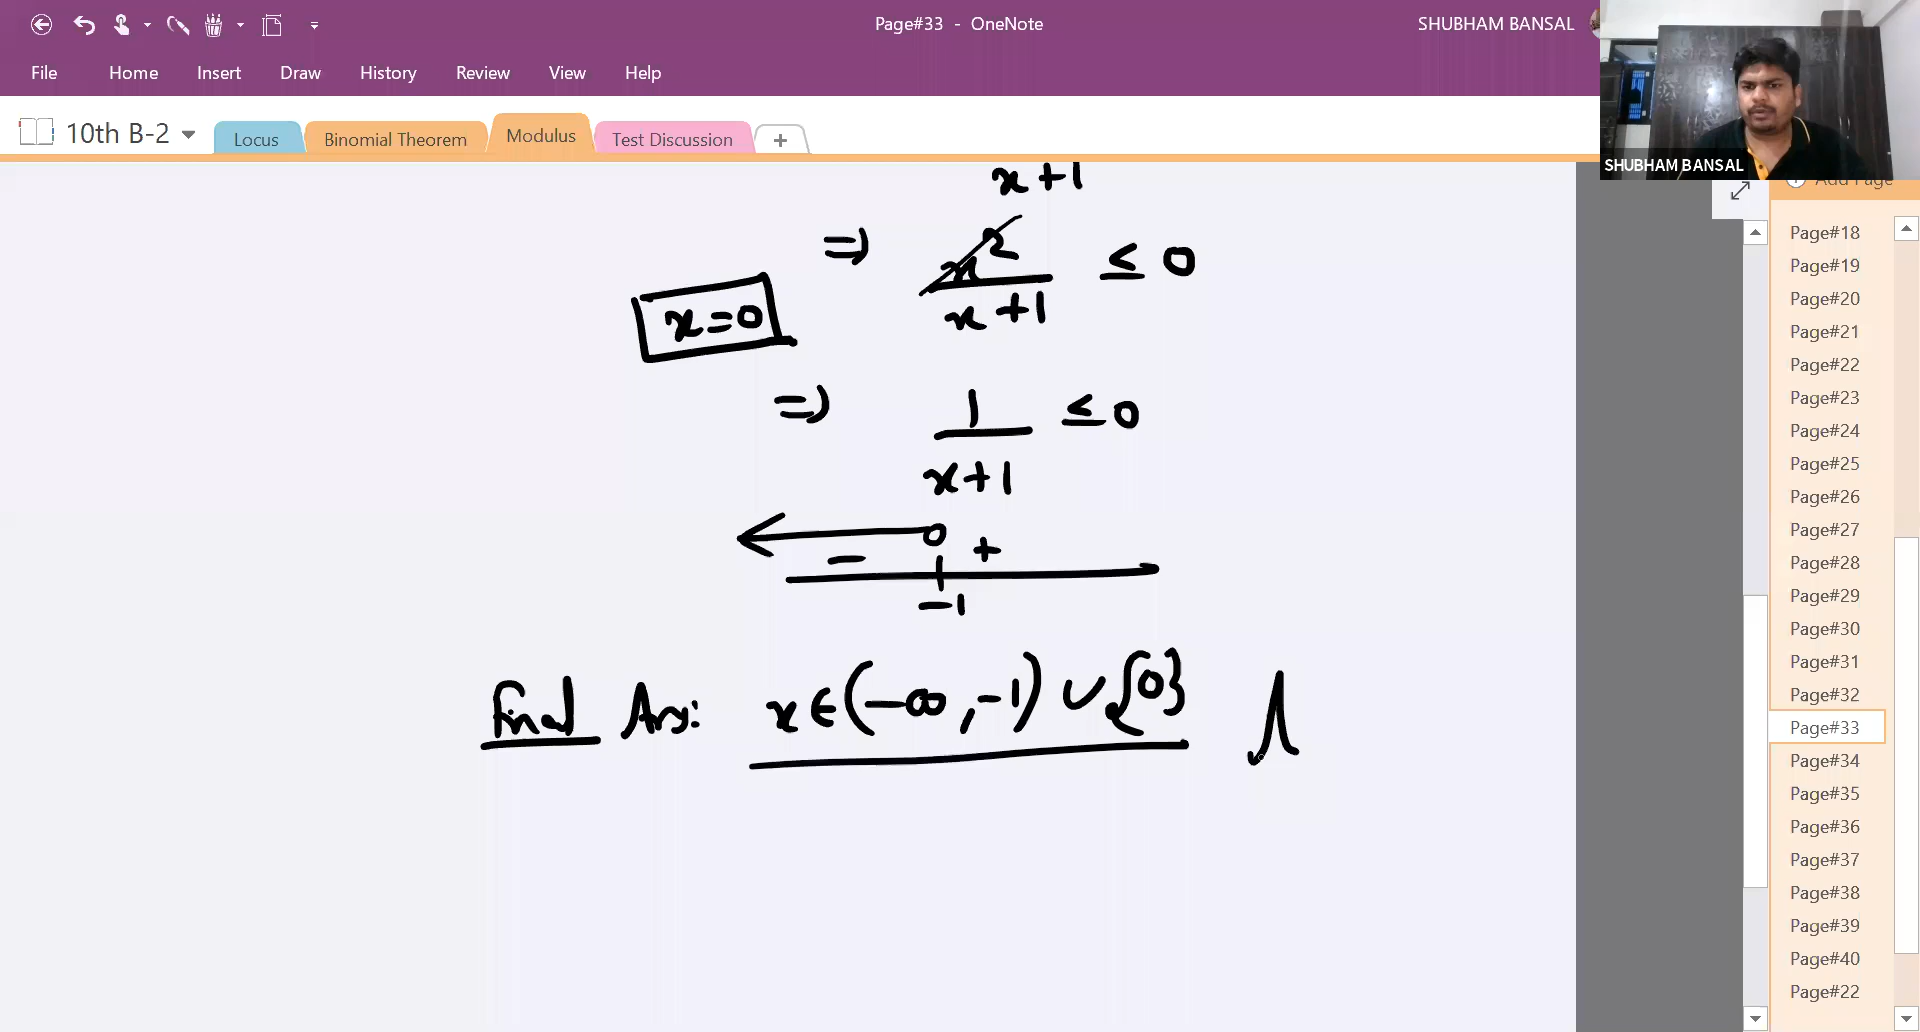 Page#33 - OneNote
SHUBHAM BANSAL
File Home Insert Draw History Review View Help
SHUBHAM BANSAL
10th B-2
Locus
Binomial Theorem
Modulus
Test Discussion
+
Add Page
x+1
⇒ x²/x+1 ≤ 0
x=0
⇒ 1/x+1 ≤ 0
− +
−1
Final Ans: x∈(−∞,−1)∪{0}
Page#18
Page#19
Page#20
Page#21
Page#22
Page#23
Page#24
Page#25
Page#26
Page#27
Page#28
Page#29
Page#30
Page#31
Page#32
Page#33
Page#34
Page#35
Page#36
Page#37
Page#38
Page#39
Page#40
Page#22